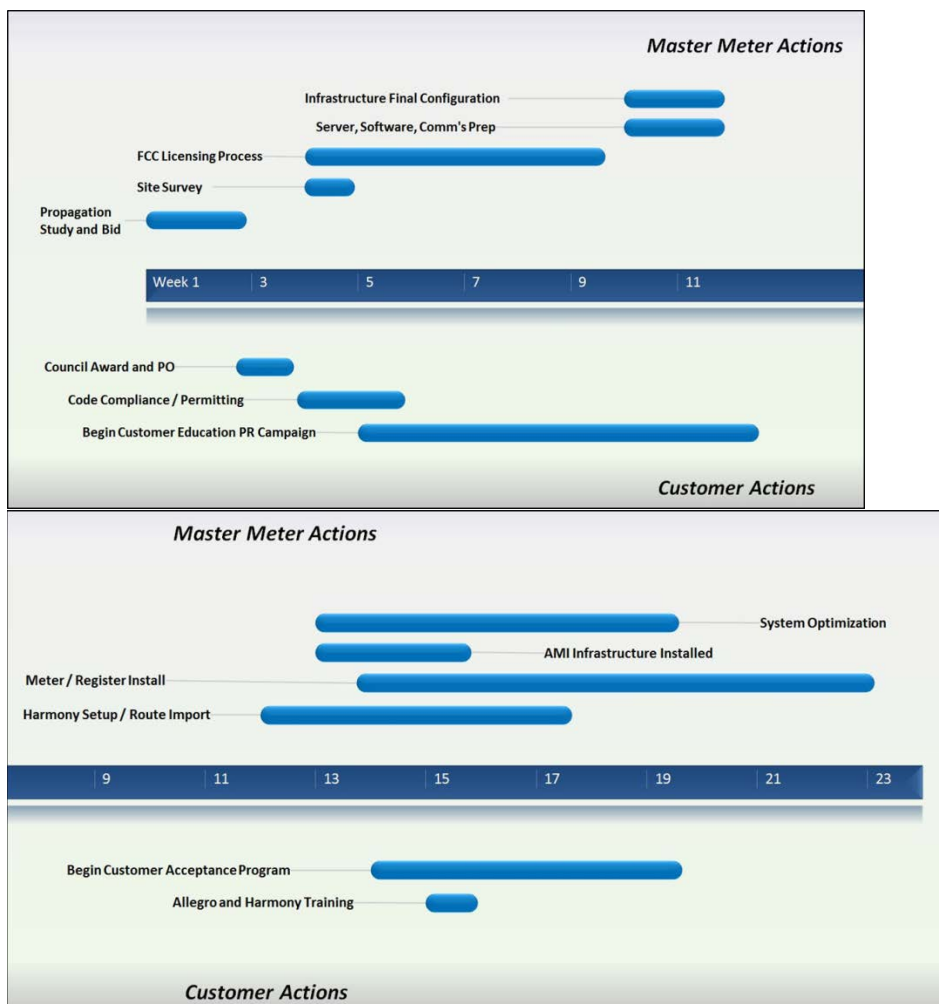 Master Meter Actions
Infrastructure Final Configuration
Server, Software, Comm's Prep
FCC Licensing Process
Site Survey
Propagation
Study and Bid
Week 1 3 5 7 9 11
Council Award and PO
Code Compliance / Permitting
Begin Customer Education PR Campaign
Customer Actions
Master Meter Actions
System Optimization
AMI Infrastructure Installed
Meter / Register Install
Harmony Setup / Route Import
9 11 13 15 17 19 21 23
Begin Customer Acceptance Program
Allegro and Harmony Training
Customer Actions